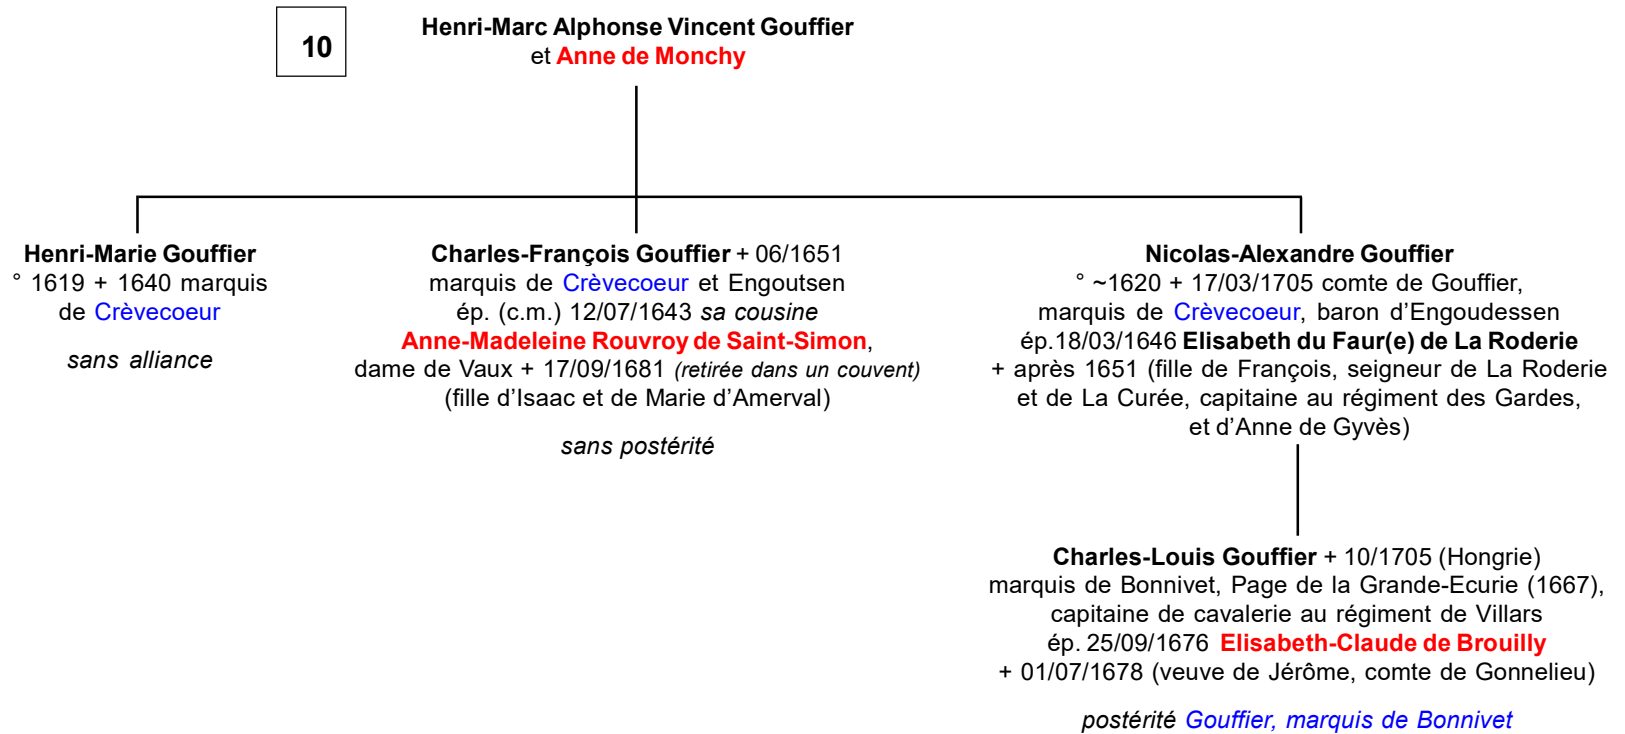 10
Henri-Marc Alphonse Vincent Gouffier
et Anne de Monchy
Henri-Marie Gouffier
° 1619 + 1640 marquis
de Crèvecoeur
sans alliance
Charles-François Gouffier + 06/1651
marquis de Crèvecoeur et Engoutsen
ép. (c.m.) 12/07/1643 sa cousine
Anne-Madeleine Rouvroy de Saint-Simon,
dame de Vaux + 17/09/1681 (retirée dans un couvent)
(fille d'Isaac et de Marie d'Amerval)
sans postérité
Nicolas-Alexandre Gouffier
° ~1620 + 17/03/1705 comte de Gouffier,
marquis de Crèvecoeur, baron d'Engoudessen
ép.18/03/1646 Elisabeth du Faur(e) de La Roderie
+ après 1651 (fille de François, seigneur de La Roderie
et de La Curée, capitaine au régiment des Gardes,
et d'Anne de Gyvès)
Charles-Louis Gouffier + 10/1705 (Hongrie)
marquis de Bonnivet, Page de la Grande-Ecurie (1667),
capitaine de cavalerie au régiment de Villars
ép. 25/09/1676 Elisabeth-Claude de Brouilly
+ 01/07/1678 (veuve de Jérôme, comte de Gonnelieu)
postérité Gouffier, marquis de Bonnivet